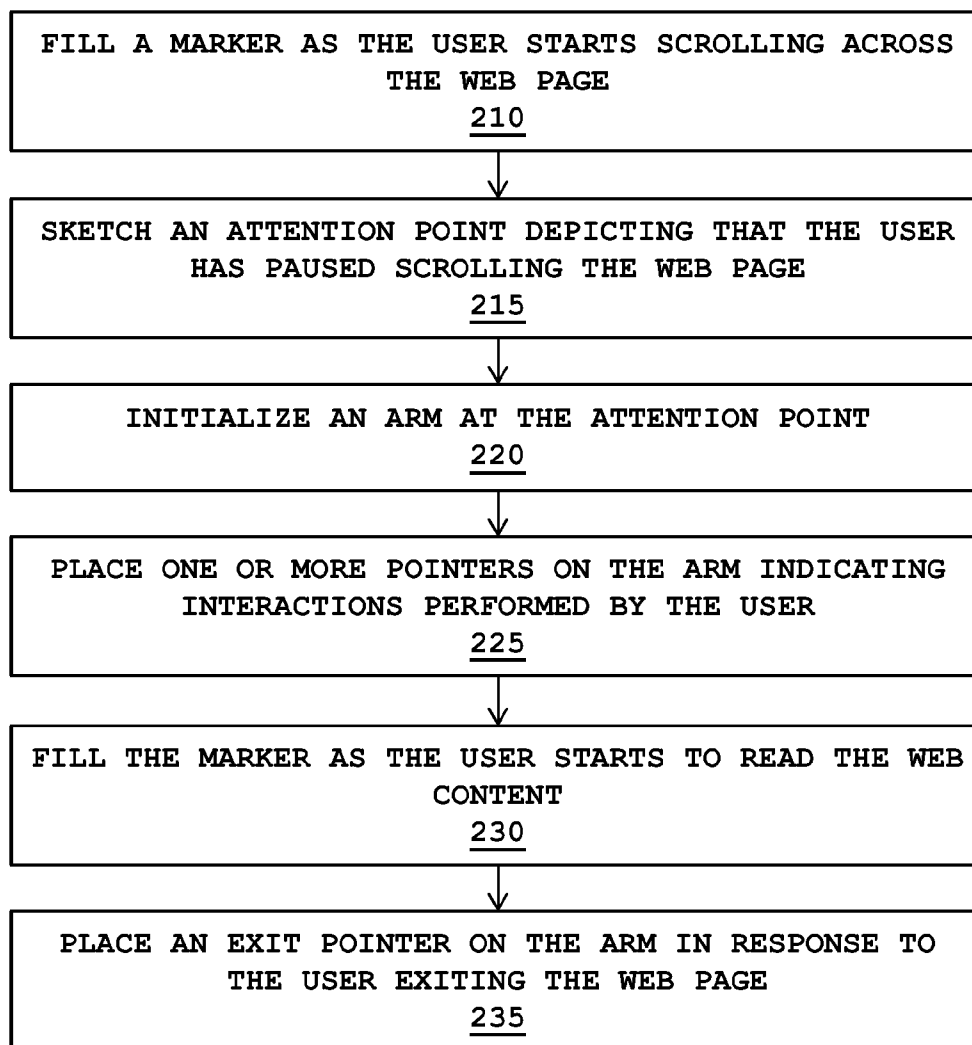 FILL A MARKER AS THE USER STARTS SCROLLING ACROSS
THE WEB PAGE
210
SKETCH AN ATTENTION POINT DEPICTING THAT THE USER
HAS PAUSED SCROLLING THE WEB PAGE
215
INITIALIZE AN ARM AT THE ATTENTION POINT
220
PLACE ONE OR MORE POINTERS ON THE ARM INDICATING
INTERACTIONS PERFORMED BY THE USER
225
FILL THE MARKER AS THE USER STARTS TO READ THE WEB
CONTENT
230
PLACE AN EXIT POINTER ON THE ARM IN RESPONSE TO
THE USER EXITING THE WEB PAGE
235